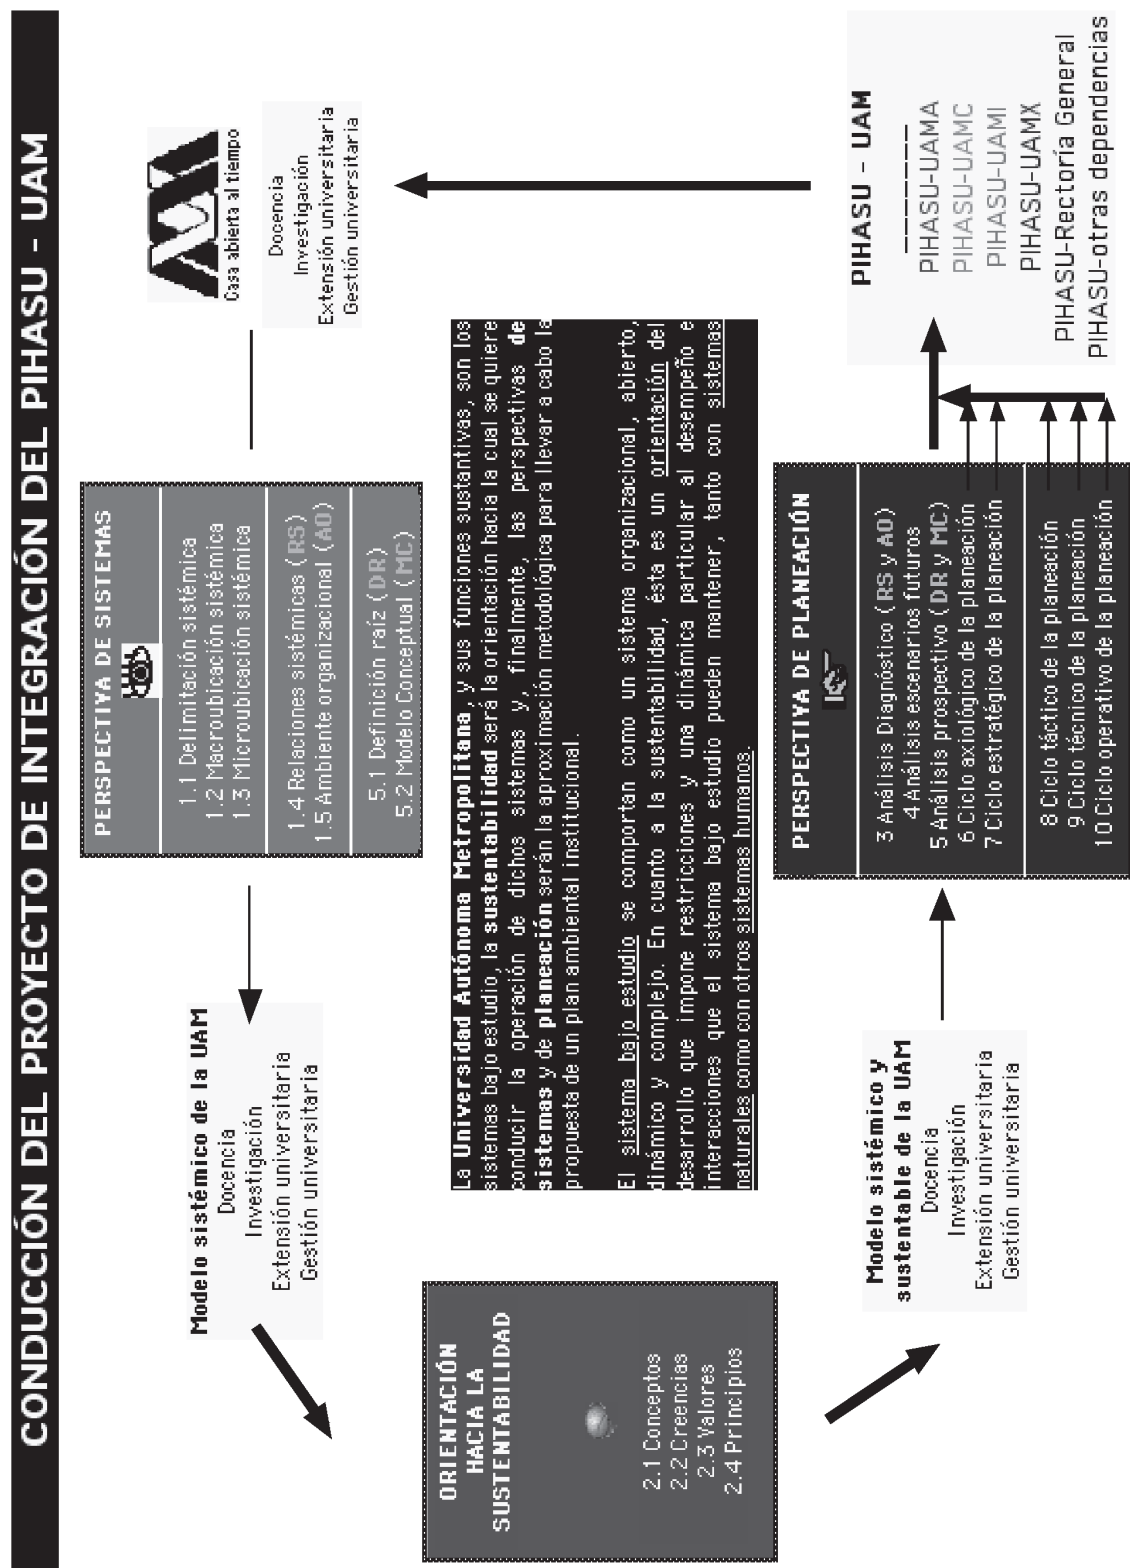 CONDUCCIÓN DEL PROYECTO DE INTEGRACIÓN DEL PIHASU - UAM
Modelo sistémico de la UAM
Docencia
Investigación
Extensión universitaria
Gestión universitaria
PERSPECTIVA DE SISTEMAS
1.1 Delimitación sistémica
1.2 Macroubicación sistémica
1.3 Microubicación sistémica
1.4 Relaciones sistémicas (RS)
1.5 Ambiente organizacional (AO)
5.1 Definición raíz (DR)
5.2 Modelo Conceptual (MC)
Casa abierta al tiempo
Docencia
Investigación
Extensión universitaria
Gestión universitaria
ORIENTACIÓN
HACIA LA
SUSTENTABILIDAD
2.1 Conceptos
2.2 Creencias
2.3 Valores
2.4 Principios
La Universidad Autónoma Metropolitana, y sus funciones sustantivas, son los
sistemas bajo estudio, la sustentabilidad será la orientación hacia la cual se quiere
conducir la operación de dichos sistemas y, finalmente, las perspectivas de
sistemas y de planeación serán la aproximación metodológica para llevar a cabo la
propuesta de un plan ambiental institucional.
El sistema bajo estudio se comportan como un sistema organizacional, abierto,
dinámico y complejo. En cuanto a la sustentabilidad, ésta es un orientación del
desarrollo que impone restricciones y una dinámica particular al desempeño e
interacciones que el sistema bajo estudio pueden mantener, tanto con sistemas
naturales como con otros sistemas humanos.
Modelo sistémico y
sustentable de la UAM
Docencia
Investigación
Extensión universitaria
Gestión universitaria
PERSPECTIVA DE PLANEACIÓN
3 Análisis Diagnóstico (RS y AO)
4 Análisis escenarios futuros
5 Análisis prospectivo (DR y MC)
6 Ciclo axiológico de la planeación
7 Ciclo estratégico de la planeación
8 Ciclo táctico de la planeación
9 Ciclo técnico de la planeación
10 Ciclo operativo de la planeación
PIHASU - UAM
PIHASU-UAMA
PIHASU-UAMC
PIHASU-UAMI
PIHASU-UAMX
PIHASU-Rectoría General
PIHASU-otras dependencias